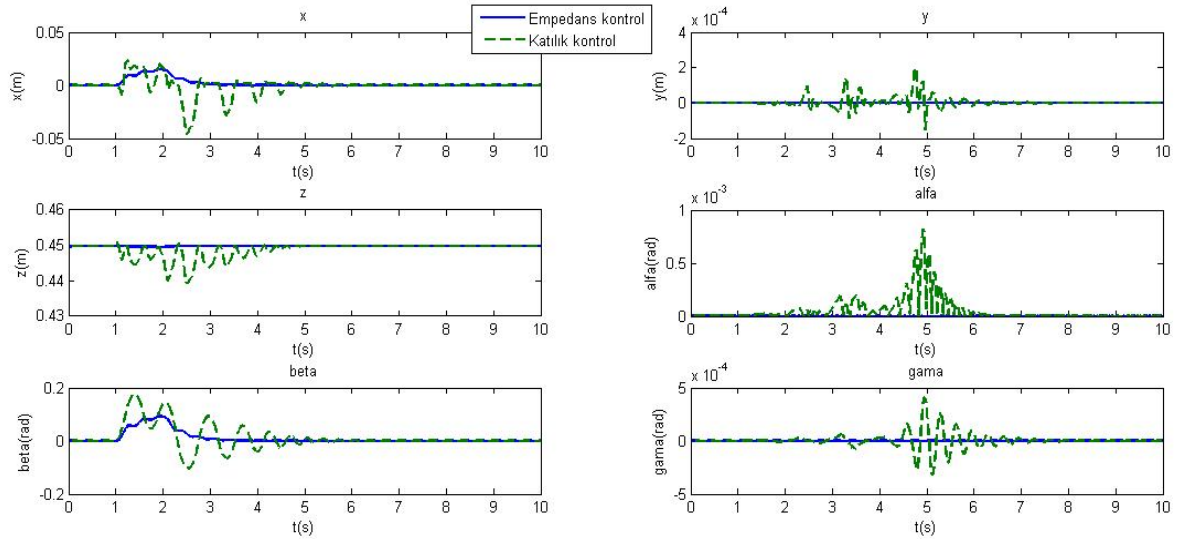 x
Empedans kontrol
Katılık kontrol
0.05
0
-0.05
x(m)
0 1 2 3 4 5 6 7 8 9 10
t(s)
y
x 10^-4
4
2
0
-2
y(m)
0 1 2 3 4 5 6 7 8 9 10
t(s)
z
0.46
0.45
0.44
0.43
z(m)
0 1 2 3 4 5 6 7 8 9 10
t(s)
alfa
x 10^-3
1
0.5
0
alfa(rad)
0 1 2 3 4 5 6 7 8 9 10
t(s)
beta
0.2
0
-0.2
beta(rad)
0 1 2 3 4 5 6 7 8 9 10
t(s)
gama
x 10^-4
5
0
-5
gama(rad)
0 1 2 3 4 5 6 7 8 9 10
t(s)